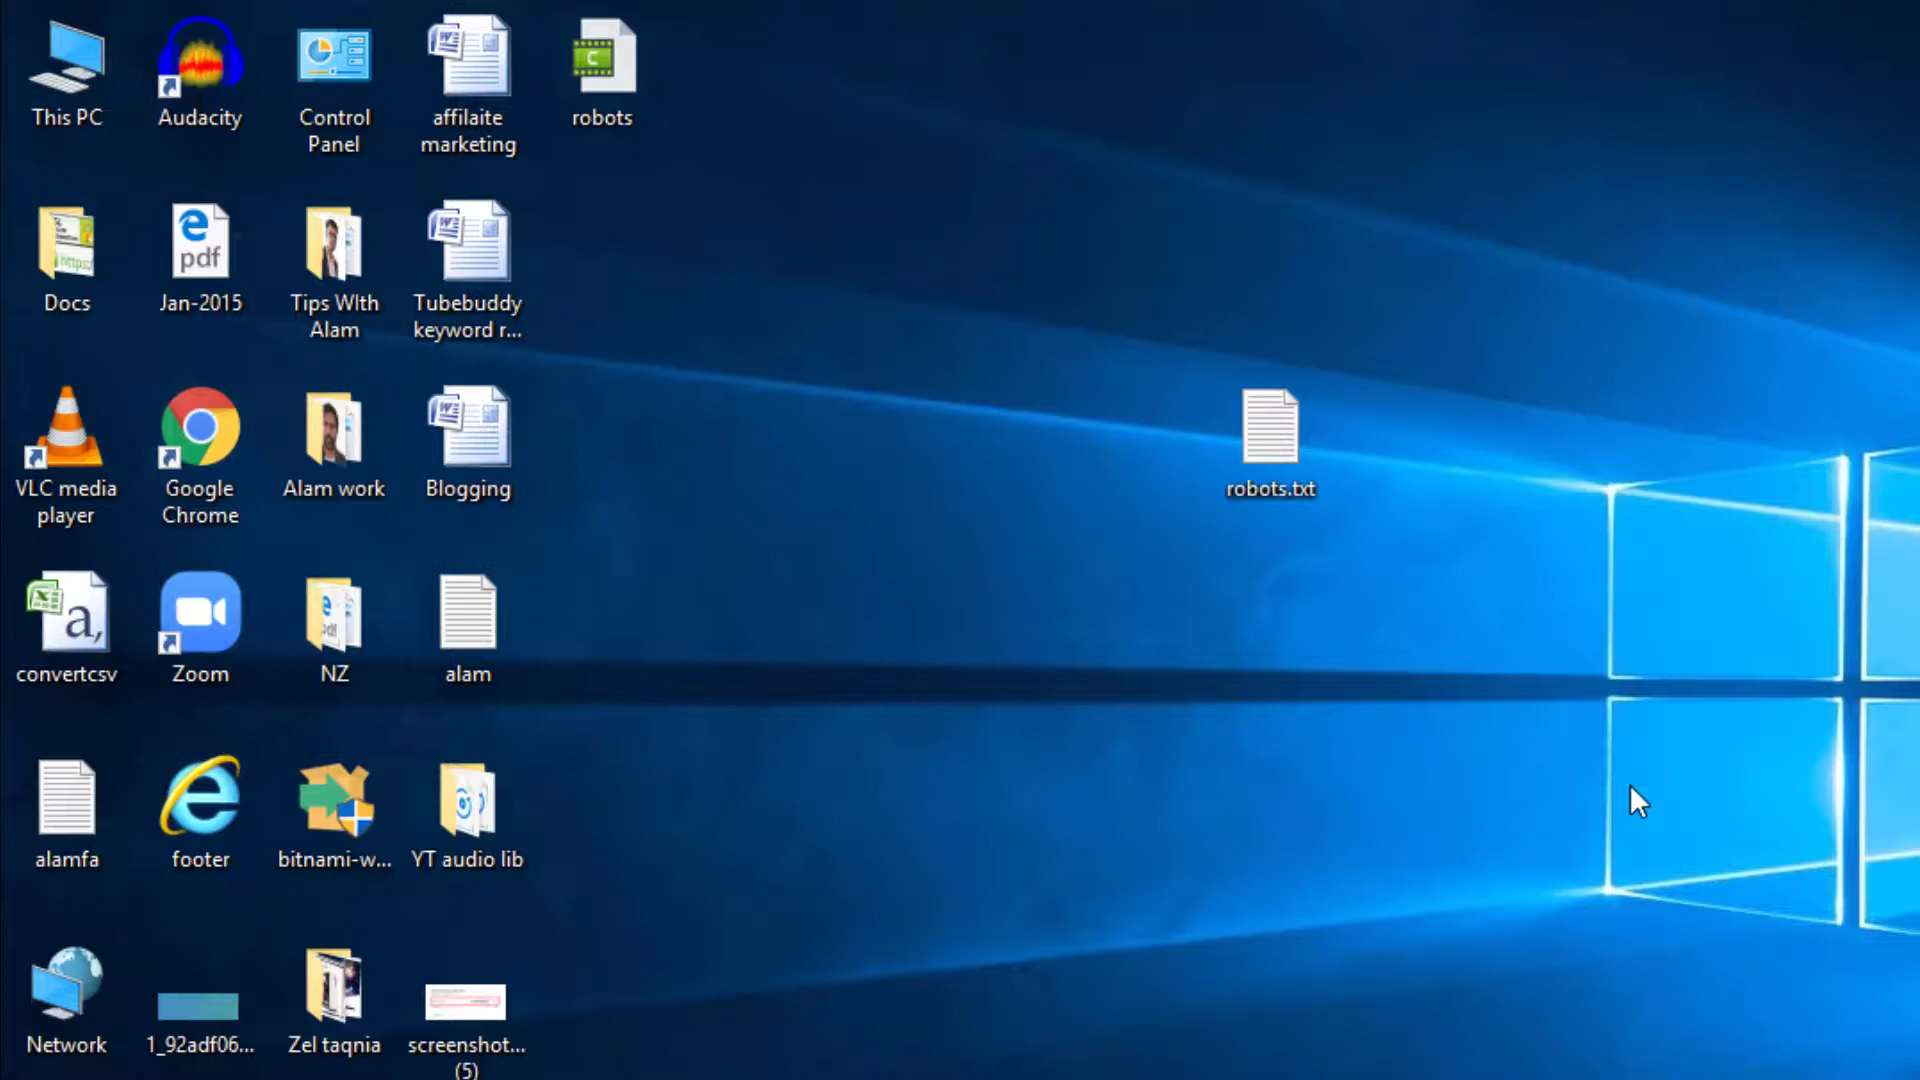 This PC
Audacity
Control
Panel
affilaite
marketing
robots
Docs
pdf
Jan-2015
Tips WIth
Alam
Tubebuddy
keyword r...
VLC media
player
Google
Chrome
Alam work
Blogging
robots.txt
convertcsv
Zoom
NZ
alam
alamfa
footer
bitnami-w...
YT audio lib
Network
1_92adf06...
Zel taqnia
screenshot...
(5)